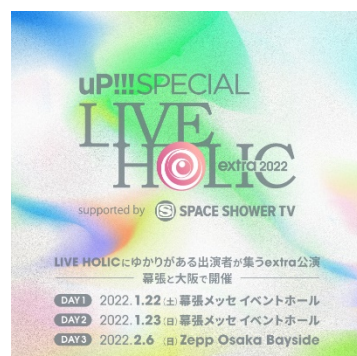 uP!!!SPECIAL
LIVE
HOLIC
extra 2022
supported by S SPACE SHOWER TV
LIVE HOLICにゆかりがある出演者が集うextra公演
幕張と大阪で開催
DAY1 2022.1.22(土)幕張メッセ イベントホール
DAY2 2022.1.23(日)幕張メッセ イベントホール
DAY3 2022.2.6 (日) Zepp Osaka Bayside